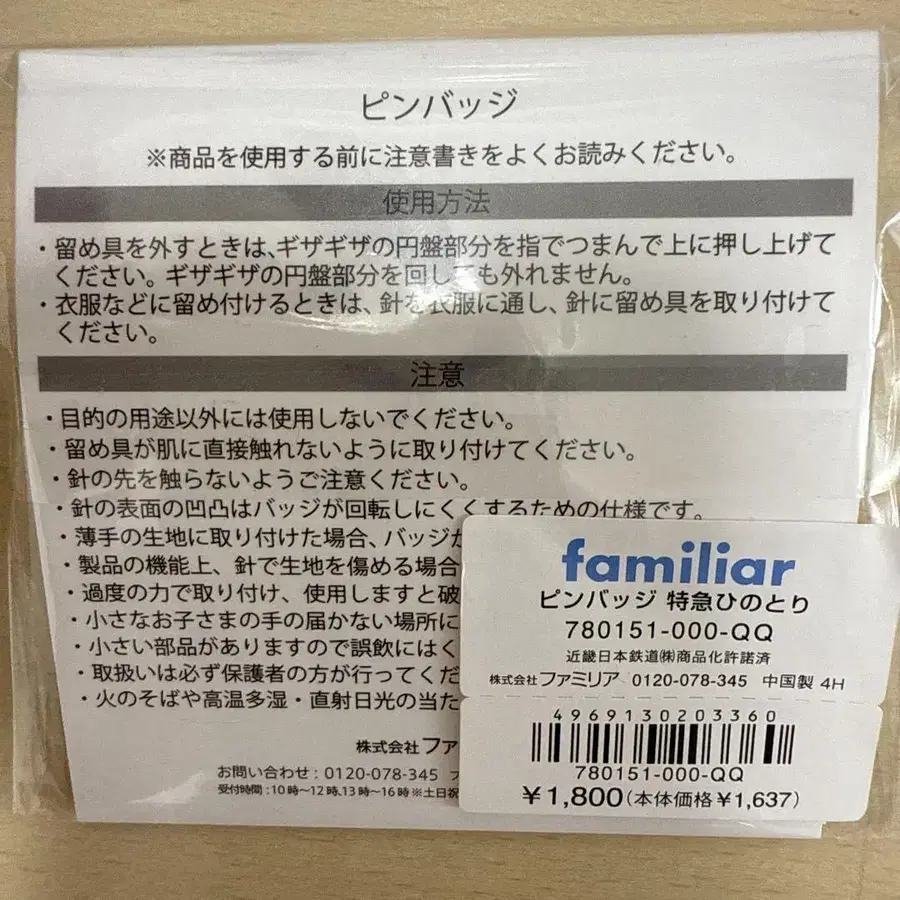 ピンバッジ
※商品を使用する前に注意書きをよくお読みください。
使用方法
・留め具を外すときは、ギザギザの円盤部分を指でつまんで上に押し上げて
ください。ギザギザの円盤部分を回しても外れません。
・衣服などに留め付けるときは、針を衣服に通し、針に留め具を取り付けて
ください。
注意
・目的の用途以外には使用しないでください。
・留め具が肌に直接触れないように取り付けてください。
・針の先を触らないようご注意ください。
・針の表面の凹凸はバッジが回転しにくくするための仕様です。
・薄手の生地に取り付けた場合、バッジが
・製品の機能上、針で生地を傷める場合
・過度の力で取り付け、使用しますと破
・小さなお子さまの手の届かない場所に
・小さい部品がありますので誤飲にはく
・取扱いは必ず保護者の方が行ってくだ
・火のそばや高温多湿・直射日光の当た
株式会社ファ
お問い合わせ：0120-078-345
受付時間：10時〜12時､13時〜16時※土日祝
familiar
ピンバッジ 特急ひのとり
780151-000-QQ
近畿日本鉄道㈱商品化許諾済
株式会社ファミリア 0120-078-345 中国製 4H
4969130203360
780151-000-QQ
¥1,800(本体価格¥1,637)